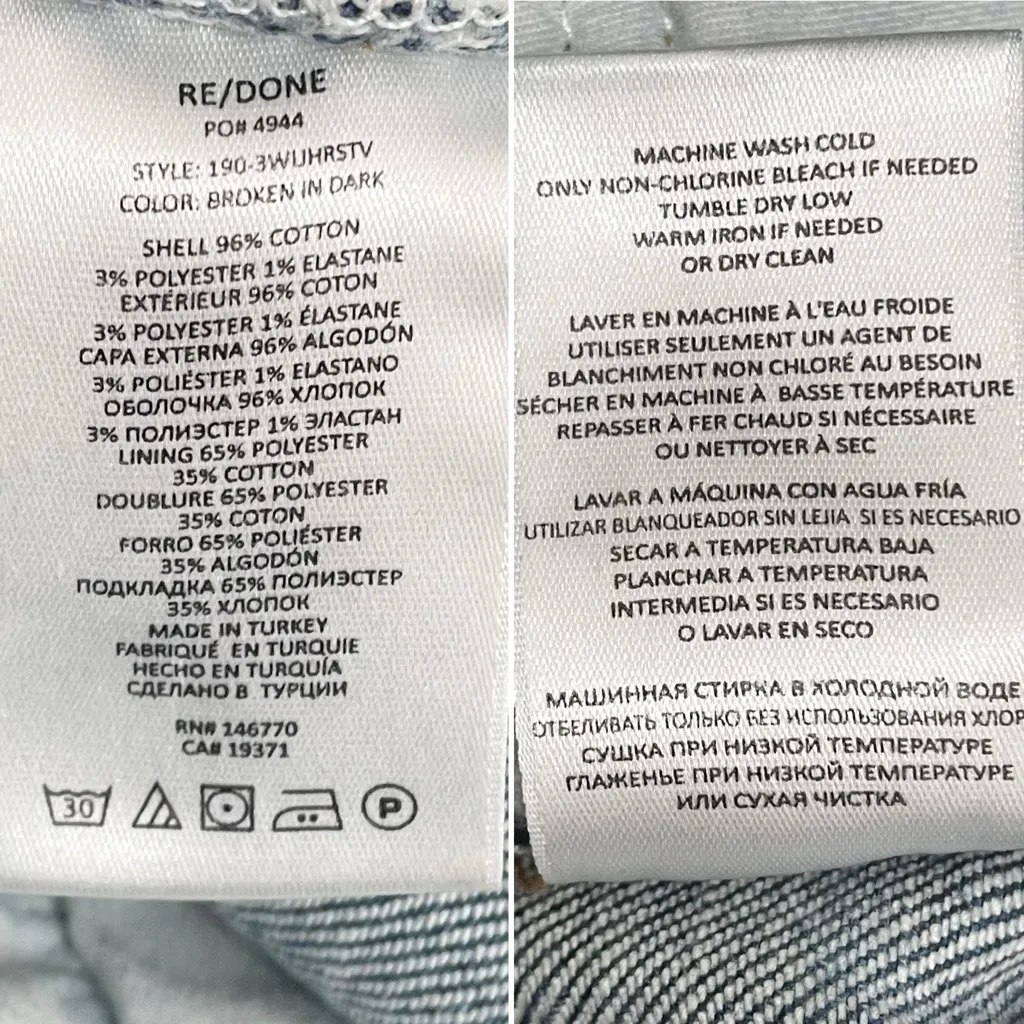 RE/DONE
PO# 4944
STYLE: 190-3WUHRSTV
COLOR: BROKEN IN DARK
SHELL 96% COTTON
3% POLYESTER 1% ELASTANE
EXTÉRIEUR 96% COTON
3% POLYESTER 1% ÉLASTANE
CAPA EXTERNA 96% ALGODÓN
3% POLIÉSTER 1% ELASTANO
ОБОЛОЧКА 96% ХЛОПОК
3% ПОЛИЭСТЕР 1% ЭЛАСТАН
LINING 65% POLYESTER
35% COTTON
DOUBLURE 65% POLYESTER
35% COTON
FORRO 65% POLIÉSTER
35% ALGODÓN
ПОДКЛАДКА 65% ПОЛИЭСТЕР
35% ХЛОПОК
MADE IN TURKEY
FABRIQUÉ EN TURQUIE
HECHO EN TURQUÍA
СДЕЛАНО В ТУРЦИИ
RN# 146770
CA# 19371
30
P
MACHINE WASH COLD
ONLY NON-CHLORINE BLEACH IF NEEDED
TUMBLE DRY LOW
WARM IRON IF NEEDED
OR DRY CLEAN
LAVER EN MACHINE À L'EAU FROIDE
UTILISER SEULEMENT UN AGENT DE
BLANCHIMENT NON CHLORÉ AU BESOIN
SÉCHER EN MACHINE À BASSE TEMPÉRATURE
REPASSER À FER CHAUD SI NÉCESSAIRE
OU NETTOYER À SEC
LAVAR A MÁQUINA CON AGUA FRÍA
UTILIZAR BLANQUEADOR SIN LEJIA SI ES NECESARIO
SECAR A TEMPERATURA BAJA
PLANCHAR A TEMPERATURA
INTERMEDIA SI ES NECESARIO
O LAVAR EN SECO
МАШИННАЯ СТИРКА В ХОЛОДНОЙ ВОДЕ
ОТБЕЛИВАТЬ ТОЛЬКО БЕЗ ИСПОЛЬЗОВАНИЯ ХЛОР
СУШКА ПРИ НИЗКОЙ ТЕМПЕРАТУРЕ
ГЛАЖЕНЬЕ ПРИ НИЗКОЙ ТЕМПЕРАТУРЕ
ИЛИ СУХАЯ ЧИСТКА